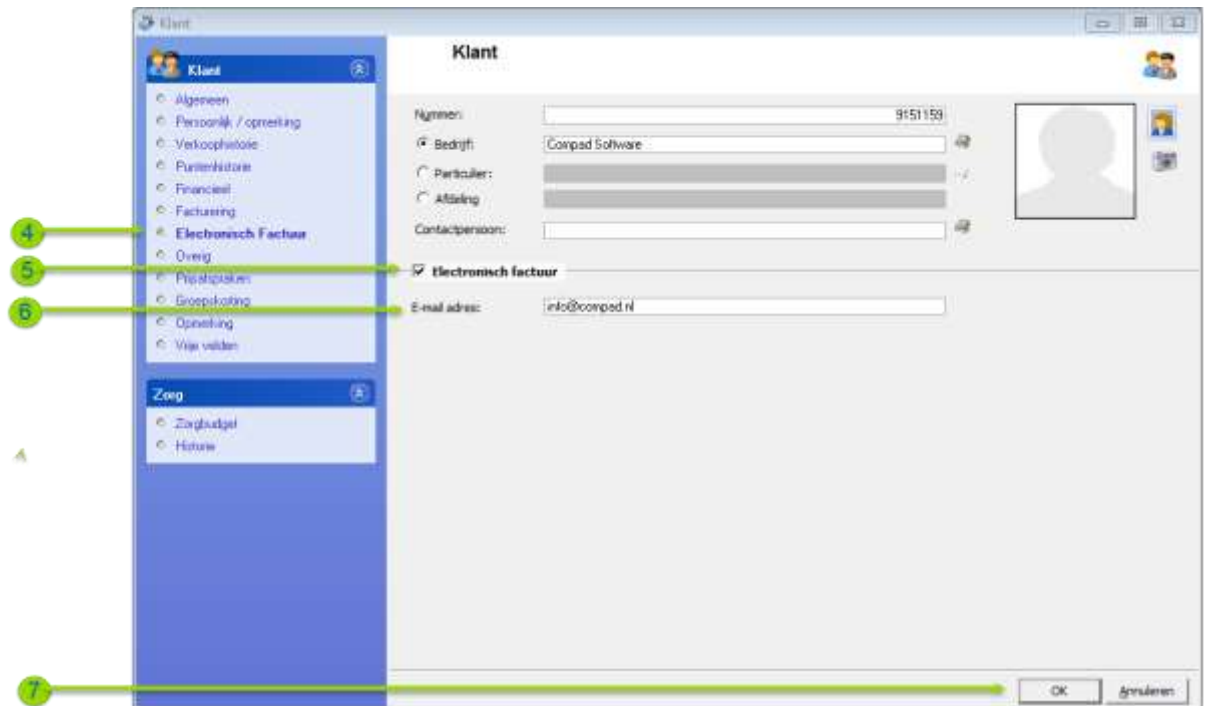 Klant
Klant
Klant
Algemeen
Persoonlijk / opmerking
Verkoophistorie
Puntenhistorie
Financieel
Facturering
4
Electronisch Factuur
Overig
5
Prijsafspraken
Groepskorting
6
Opmerking
Vrije velden
Zorg
Zorgbudget
Historie
Nummer:
9151159
Bedrijf:
Compad Software
Particulier:
Afdeling
Contactpersoon:
Electronisch factuur
E-mail adres:
info@compad.nl
7
OK
Annuleren